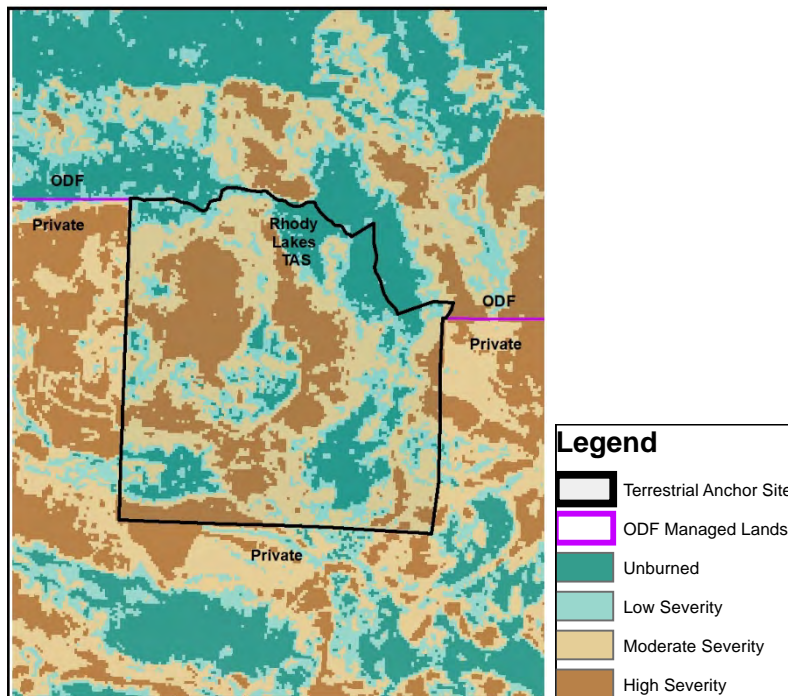 ODF
Private
Rhody
Lakes
TAS
ODF
Private
Private
Legend
Terrestrial Anchor Site
ODF Managed Lands
Unburned
Low Severity
Moderate Severity
High Severity